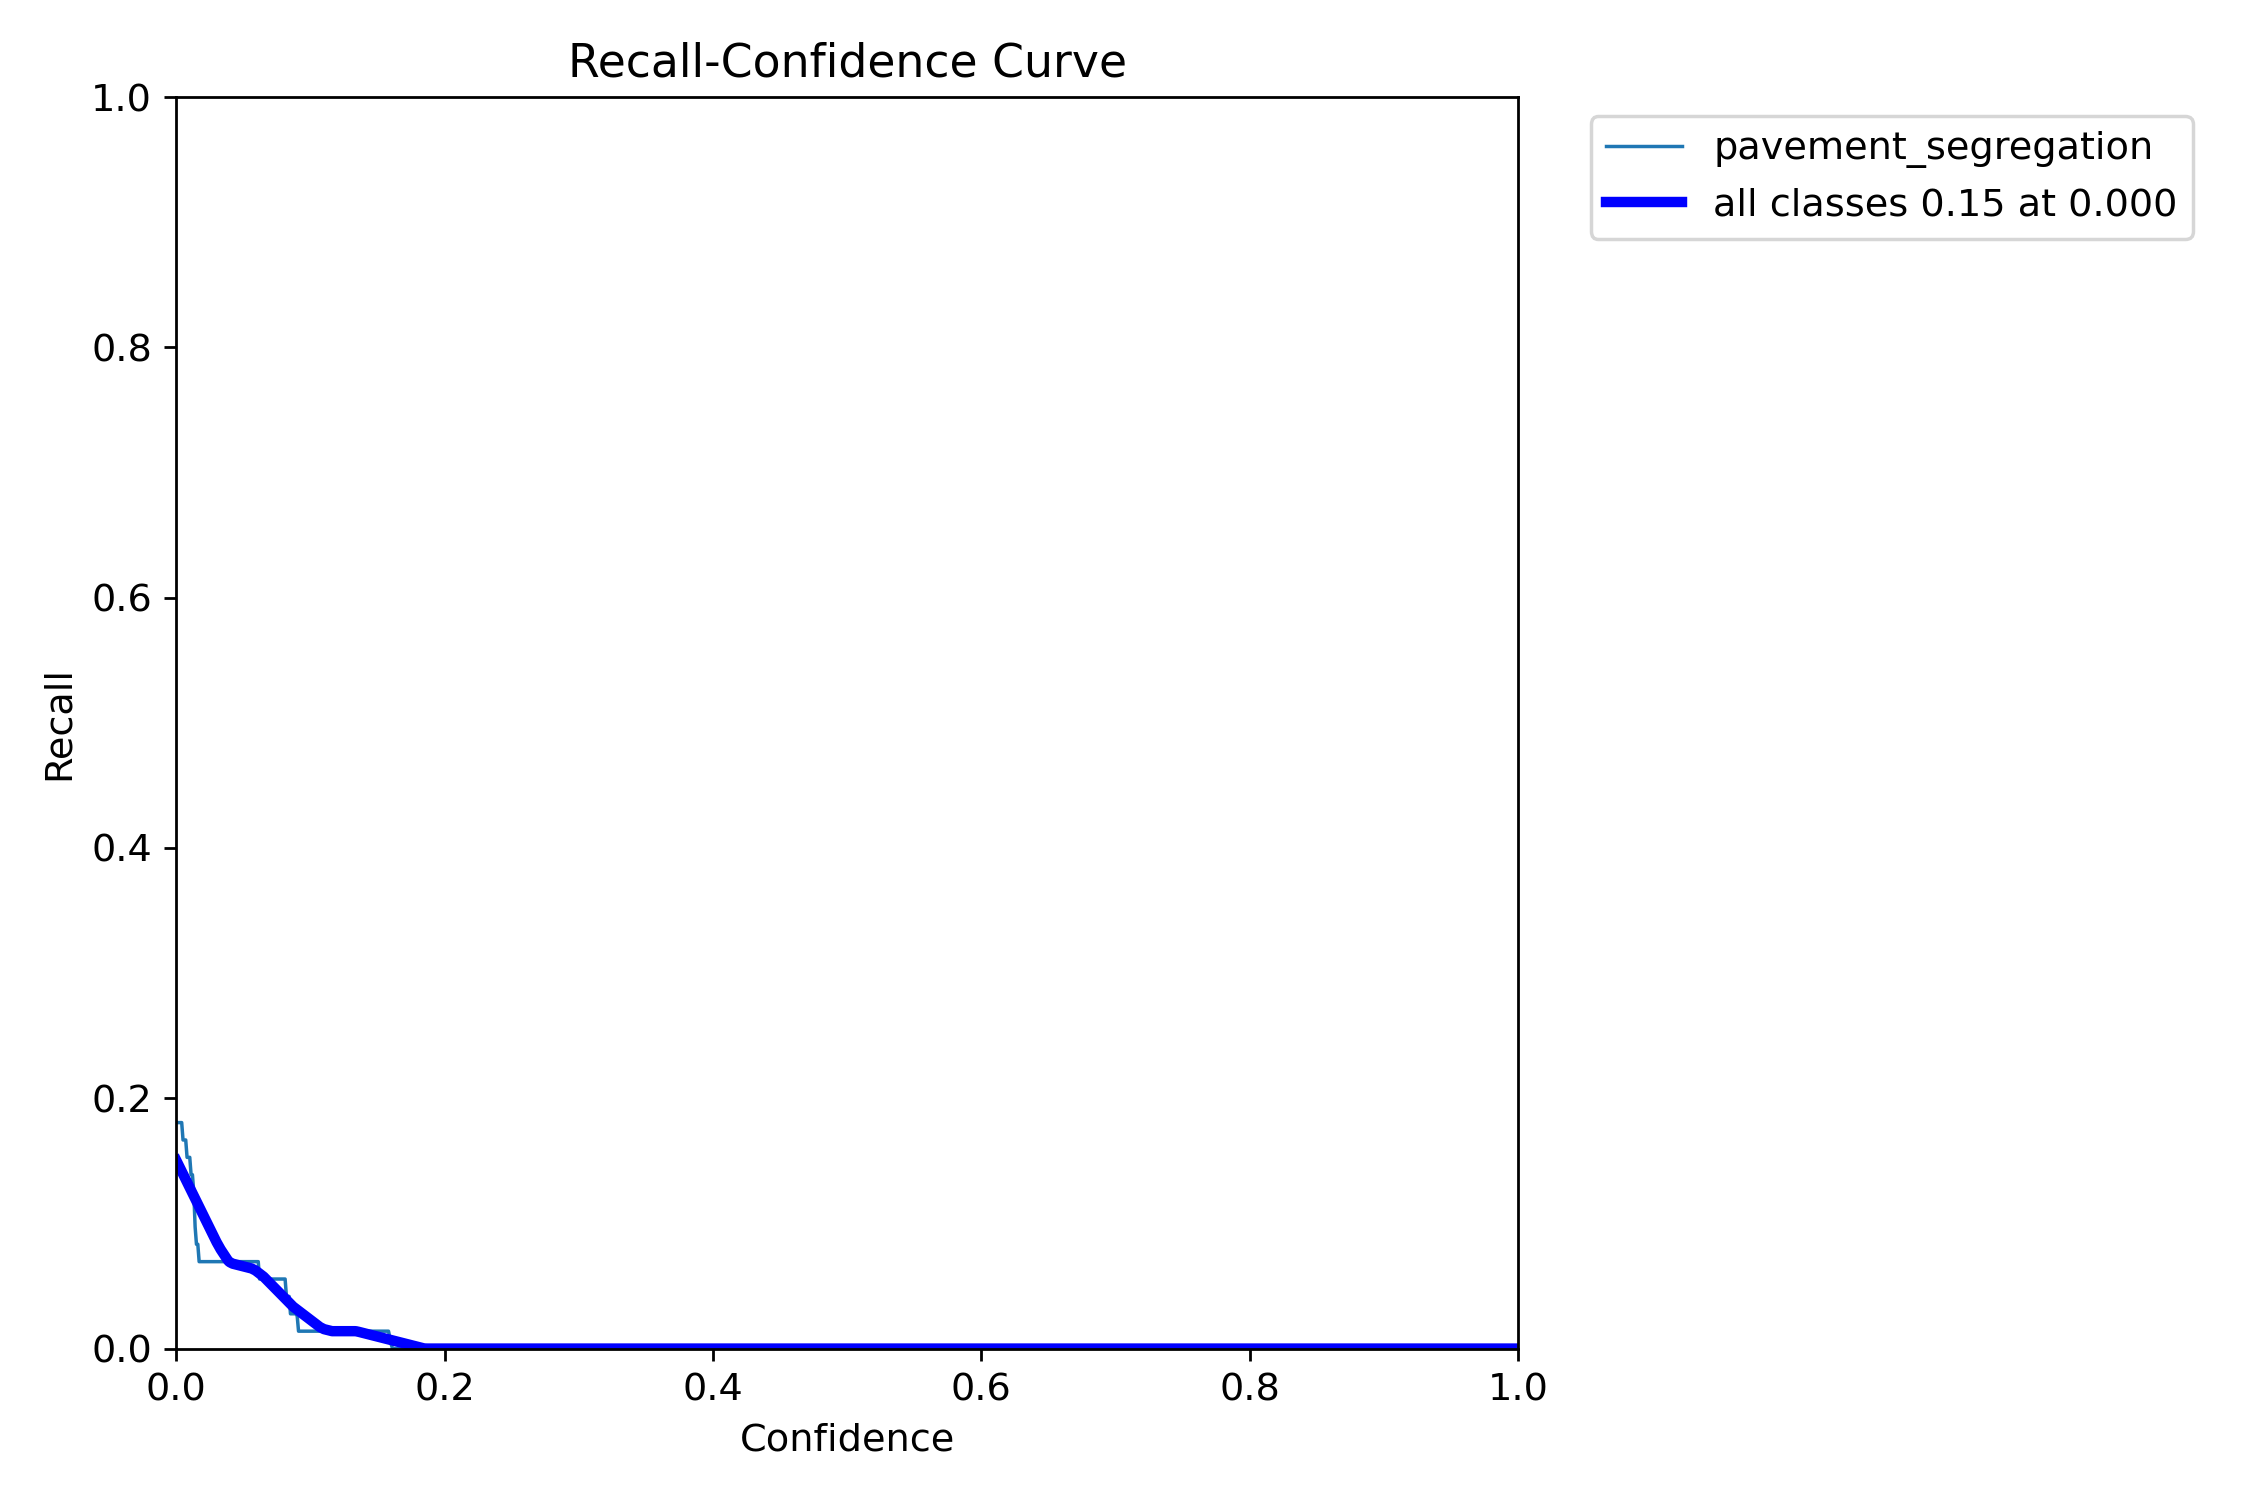 Recall-Confidence Curve
1.0
0.8
0.6
0.4
0.2
0.0
Recall
0.0 0.2 0.4 0.6 0.8 1.0
Confidence
pavement_segregation
all classes 0.15 at 0.000